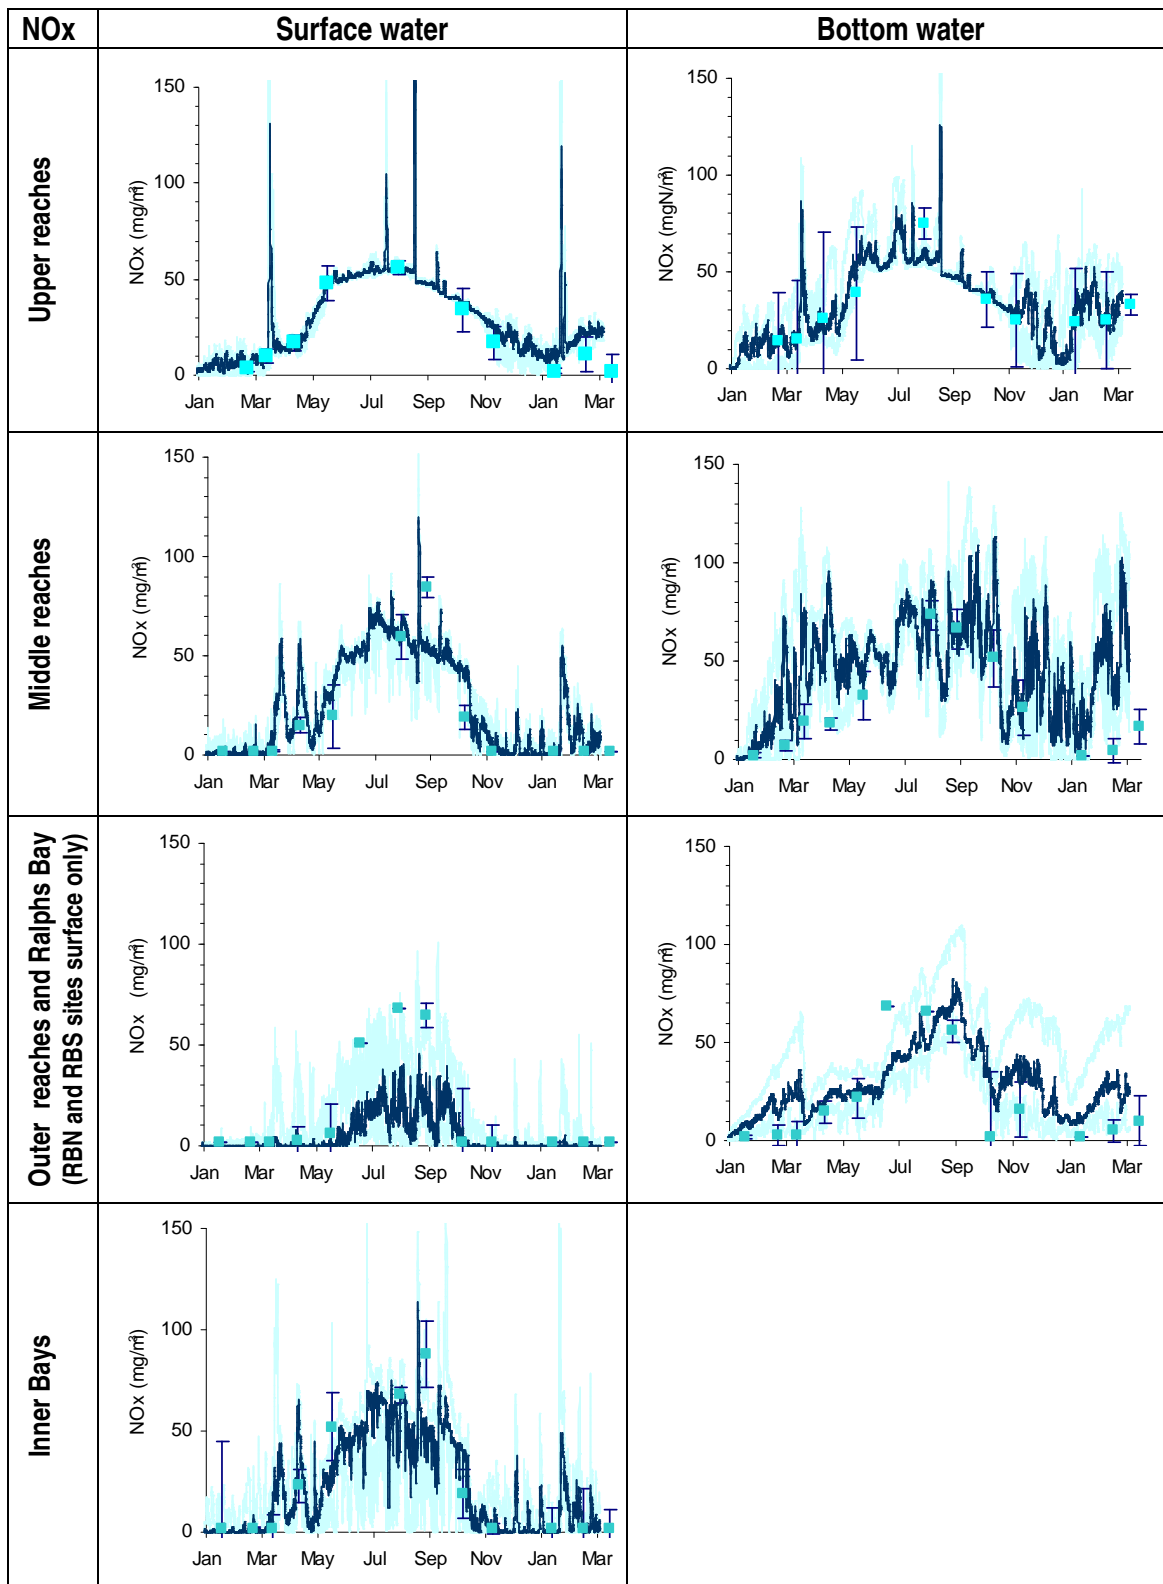 NOx Surface water Bottom water
Upper reaches
NOx (mg/m3)
150
100
50
0
Jan Mar May Jul Sep Nov Jan Mar
NOx (mgN/m3)
150
100
50
0
Jan Mar May Jul Sep Nov Jan Mar
Middle reaches
NOx (mg/m3)
150
100
50
0
Jan Mar May Jul Sep Nov Jan Mar
NOx (mg/m3)
150
100
50
0
Jan Mar May Jul Sep Nov Jan Mar
Outer reaches and Ralphs Bay
(RBN and RBS sites surface only)
NOx (mg/m3)
150
100
50
0
Jan Mar May Jul Sep Nov Jan Mar
NOx (mg/m3)
150
100
50
0
Jan Mar May Jul Sep Nov Jan Mar
Inner Bays
NOx (mg/m3)
150
100
50
0
Jan Mar May Jul Sep Nov Jan Mar